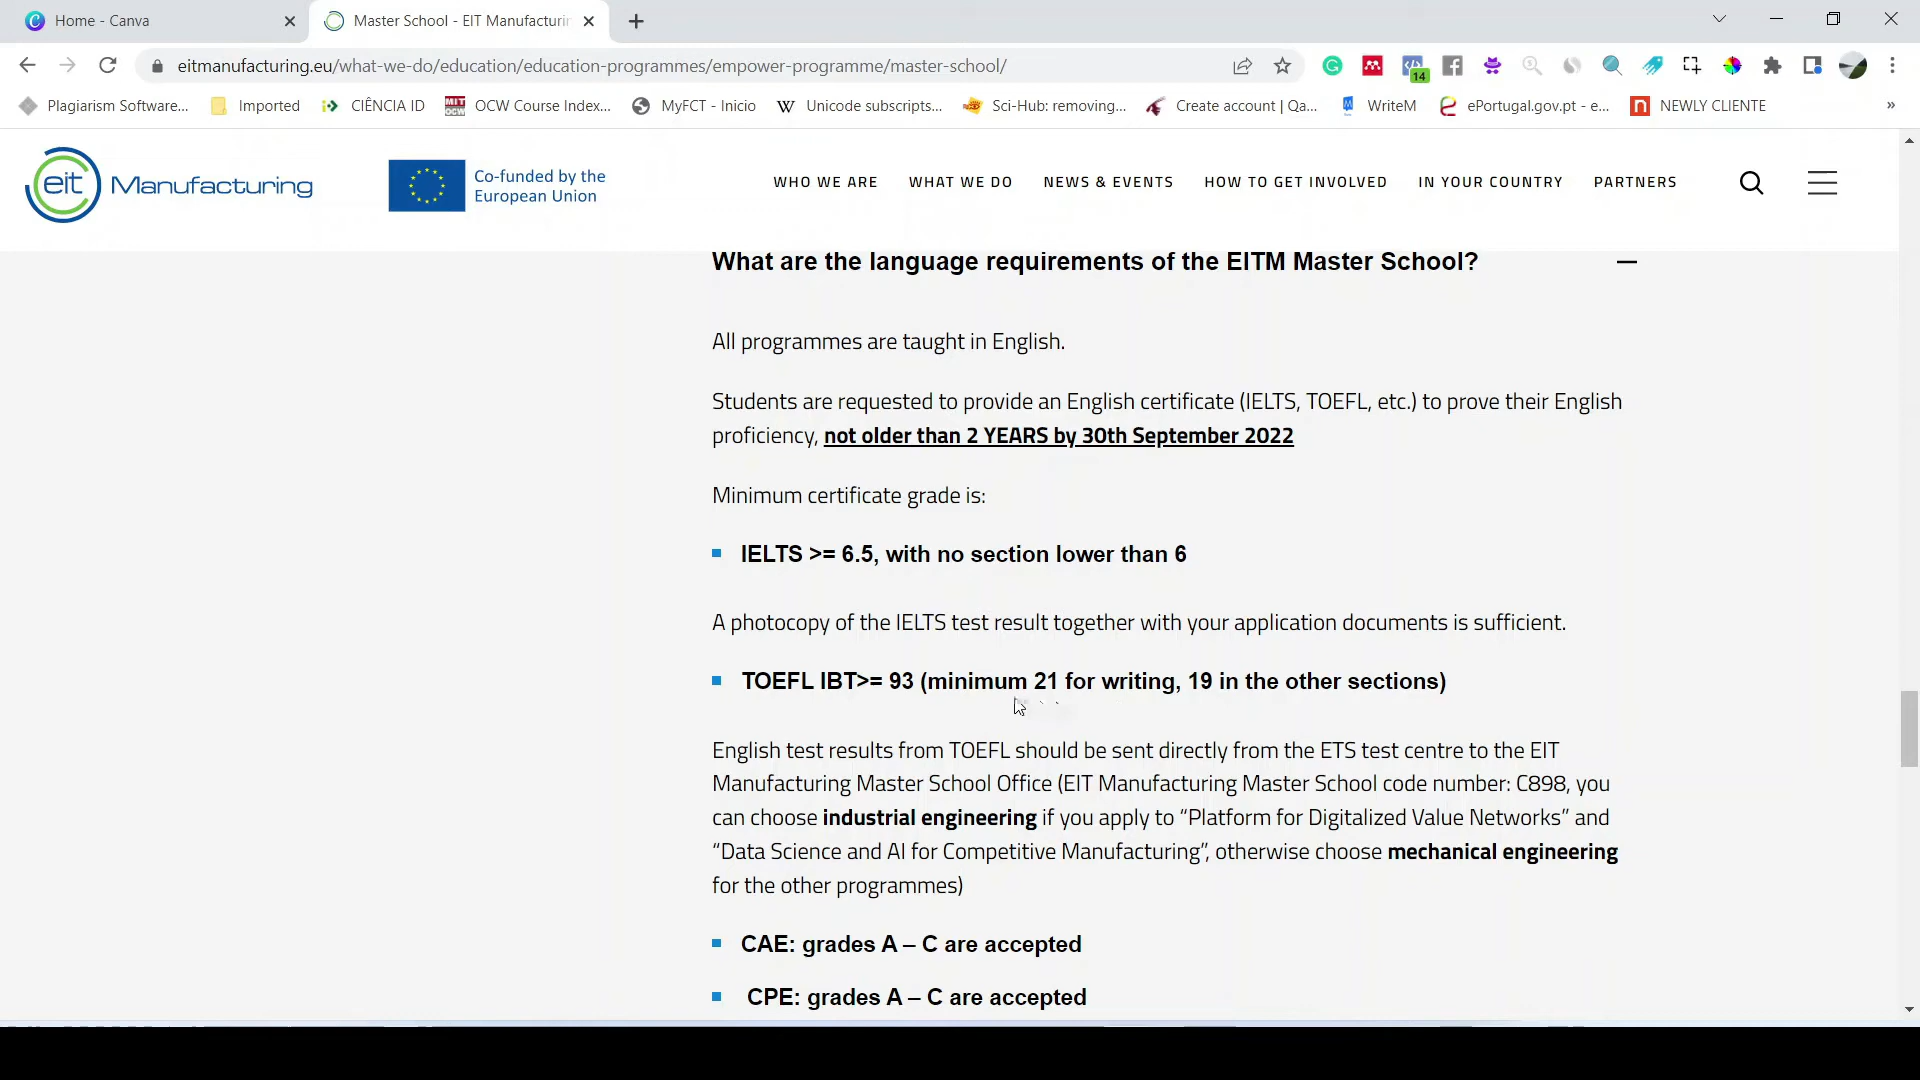 Home - Canva
Master School - EIT Manufacturin
eitmanufacturing.eu/what-we-do/education/education-programmes/empower-programme/master-school/
14
Plagiarism Software...
Imported
CIÊNCIA ID
MIT OCW
OCW Course Index...
MyFCT - Inicio
W
Unicode subscripts...
Sci-Hub: removing...
Create account | Qa...
WriteM
ePortugal.gov.pt - e...
n
NEWLY CLIENTE
»
eit Manufacturing
Co-funded by the
European Union
WHO WE ARE
WHAT WE DO
NEWS & EVENTS
HOW TO GET INVOLVED
IN YOUR COUNTRY
PARTNERS
What are the language requirements of the EITM Master School?
All programmes are taught in English.
Students are requested to provide an English certificate (IELTS, TOEFL, etc.) to prove their English
proficiency, not older than 2 YEARS by 30th September 2022
Minimum certificate grade is:
IELTS >= 6.5, with no section lower than 6
A photocopy of the IELTS test result together with your application documents is sufficient.
TOEFL IBT>= 93 (minimum 21 for writing, 19 in the other sections)
English test results from TOEFL should be sent directly from the ETS test centre to the EIT
Manufacturing Master School Office (EIT Manufacturing Master School code number: C898, you
can choose industrial engineering if you apply to “Platform for Digitalized Value Networks” and
“Data Science and AI for Competitive Manufacturing”, otherwise choose mechanical engineering
for the other programmes)
CAE: grades A – C are accepted
CPE: grades A – C are accepted